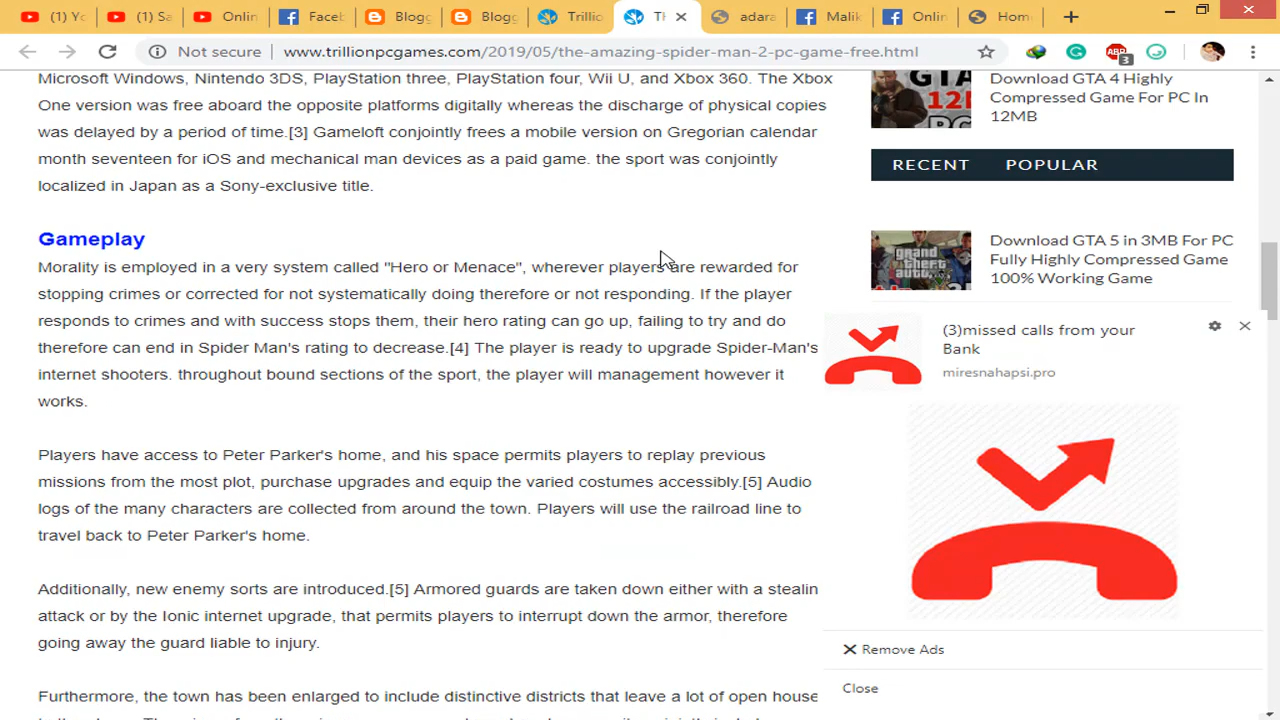 (1) Yo
(1) Sa
Onlin
Faceb
Blogg
Blogg
Trillio
Th
adara
Malik
Onlin
Hom
Not secure
www.trillionpcgames.com/2019/05/the-amazing-spider-man-2-pc-game-free.html
ABP
3
Microsoft Windows, Nintendo 3DS, PlayStation three, PlayStation four, Wii U, and Xbox 360. The Xbox
One version was free aboard the opposite platforms digitally whereas the discharge of physical copies
was delayed by a period of time.[3] Gameloft conjointly frees a mobile version on Gregorian calendar
month seventeen for iOS and mechanical man devices as a paid game. the sport was conjointly
localized in Japan as a Sony-exclusive title.
Gameplay
Morality is employed in a very system called "Hero or Menace", wherever players are rewarded for
stopping crimes or corrected for not systematically doing therefore or not responding. If the player
responds to crimes and with success stops them, their hero rating can go up, failing to try and do
therefore can end in Spider Man's rating to decrease.[4] The player is ready to upgrade Spider-Man's
internet shooters. throughout bound sections of the sport, the player will management however it
works.
Players have access to Peter Parker's home, and his space permits players to replay previous
missions from the most plot, purchase upgrades and equip the varied costumes accessibly.[5] Audio
logs of the many characters are collected from around the town. Players will use the railroad line to
travel back to Peter Parker's home.
Additionally, new enemy sorts are introduced.[5] Armored guards are taken down either with a stealin
attack or by the Ionic internet upgrade, that permits players to interrupt down the armor, therefore
going away the guard liable to injury.
Furthermore, the town has been enlarged to include distinctive districts that leave a lot of open house
GTA
12M
PC
Download GTA 4 Highly
Compressed Game For PC In
12MB
RECENT POPULAR
grand
theft
Download GTA 5 in 3MB For PC
Fully Highly Compressed Game
100% Working Game
(3)missed calls from your
Bank
miresnahapsi.pro
Remove Ads
Close